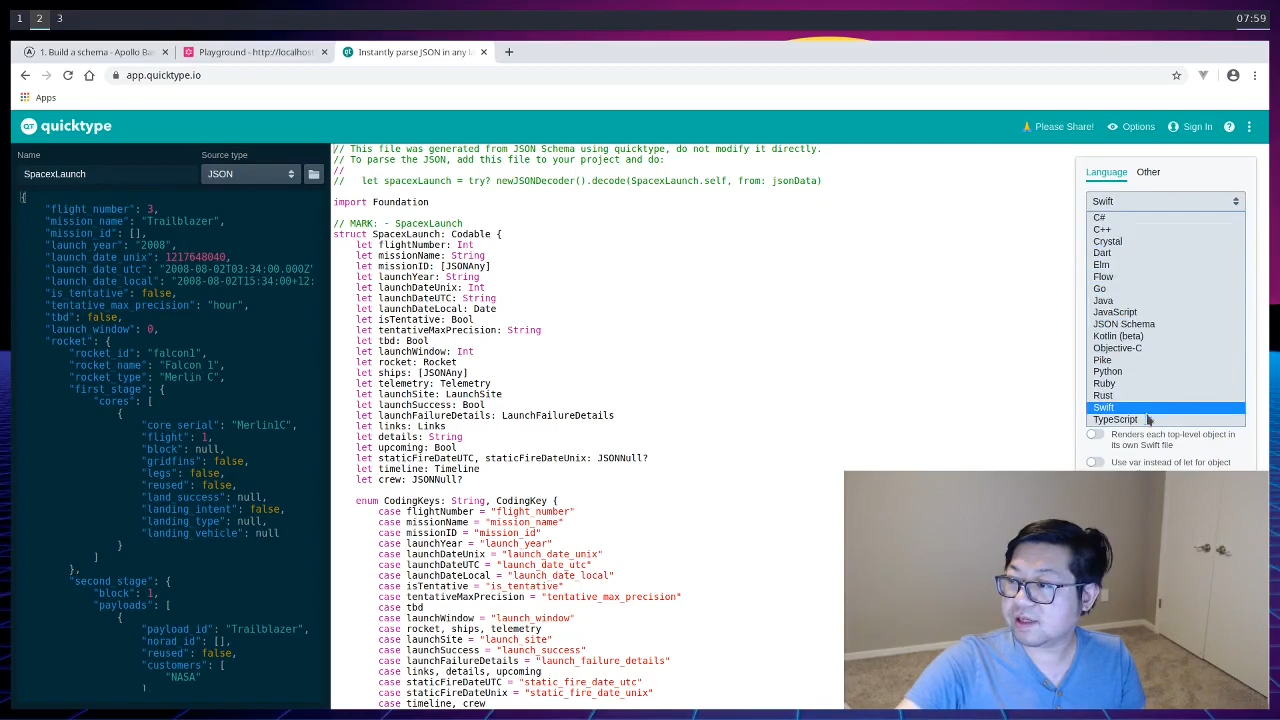 1 2 3
07:59
1. Build a schema - Apollo Ba
Playground - http://localhost
Instantly parse JSON in any l
app.quicktype.io
Apps
quicktype
Please Share!
Options
Sign In
Name
Source type
SpacexLaunch
JSON
{
"flight_number": 3,
"mission_name": "Trailblazer",
"mission_id": [],
"launch_year": "2008",
"launch_date_unix": 1217648040,
"launch_date_utc": "2008-08-02T03:34:00.000Z"
"launch_date_local": "2008-08-02T15:34:00+12:
"is_tentative": false,
"tentative_max_precision": "hour",
"tbd": false,
"launch_window": 0,
"rocket": {
"rocket_id": "falcon1",
"rocket_name": "Falcon 1",
"rocket_type": "Merlin C",
"first_stage": {
"cores": [
{
"core_serial": "Merlin1C",
"flight": 1,
"block": null,
"gridfins": false,
"legs": false,
"reused": false,
"land_success": null,
"landing_intent": false,
"landing_type": null,
"landing_vehicle": null
}
]
},
"second_stage": {
"block": 1,
"payloads": [
{
"payload_id": "Trailblazer",
"norad_id": [],
"reused": false,
"customers": [
"NASA"
]
// This file was generated from JSON Schema using quicktype, do not modify it directly.
// To parse the JSON, add this file to your project and do:
//
//   let spacexLaunch = try? newJSONDecoder().decode(SpacexLaunch.self, from: jsonData)
import Foundation
// MARK: - SpacexLaunch
struct SpacexLaunch: Codable {
let flightNumber: Int
let missionName: String
let missionID: [JSONAny]
let launchYear: String
let launchDateUnix: Int
let launchDateUTC: String
let launchDateLocal: Date
let isTentative: Bool
let tentativeMaxPrecision: String
let tbd: Bool
let launchWindow: Int
let rocket: Rocket
let ships: [JSONAny]
let telemetry: Telemetry
let launchSite: LaunchSite
let launchSuccess: Bool
let launchFailureDetails: LaunchFailureDetails
let links: Links
let details: String
let upcoming: Bool
let staticFireDateUTC, staticFireDateUnix: JSONNull?
let timeline: Timeline
let crew: JSONNull?
enum CodingKeys: String, CodingKey {
case flightNumber = "flight_number"
case missionName = "mission_name"
case missionID = "mission_id"
case launchYear = "launch_year"
case launchDateUnix = "launch_date_unix"
case launchDateUTC = "launch_date_utc"
case launchDateLocal = "launch_date_local"
case isTentative = "is_tentative"
case tentativeMaxPrecision = "tentative_max_precision"
case tbd
case launchWindow = "launch_window"
case rocket, ships, telemetry
case launchSite = "launch_site"
case launchSuccess = "launch_success"
case launchFailureDetails = "launch_failure_details"
case links, details, upcoming
case staticFireDateUTC = "static_fire_date_utc"
case staticFireDateUnix = "static_fire_date_unix"
case timeline, crew
Language
Other
Swift
C#
C++
Crystal
Dart
Elm
Flow
Go
Java
JavaScript
JSON Schema
Kotlin (beta)
Objective-C
Pike
Python
Ruby
Rust
Swift
TypeScript
Renders each top-level object in
its own Swift file
Use var instead of let for object